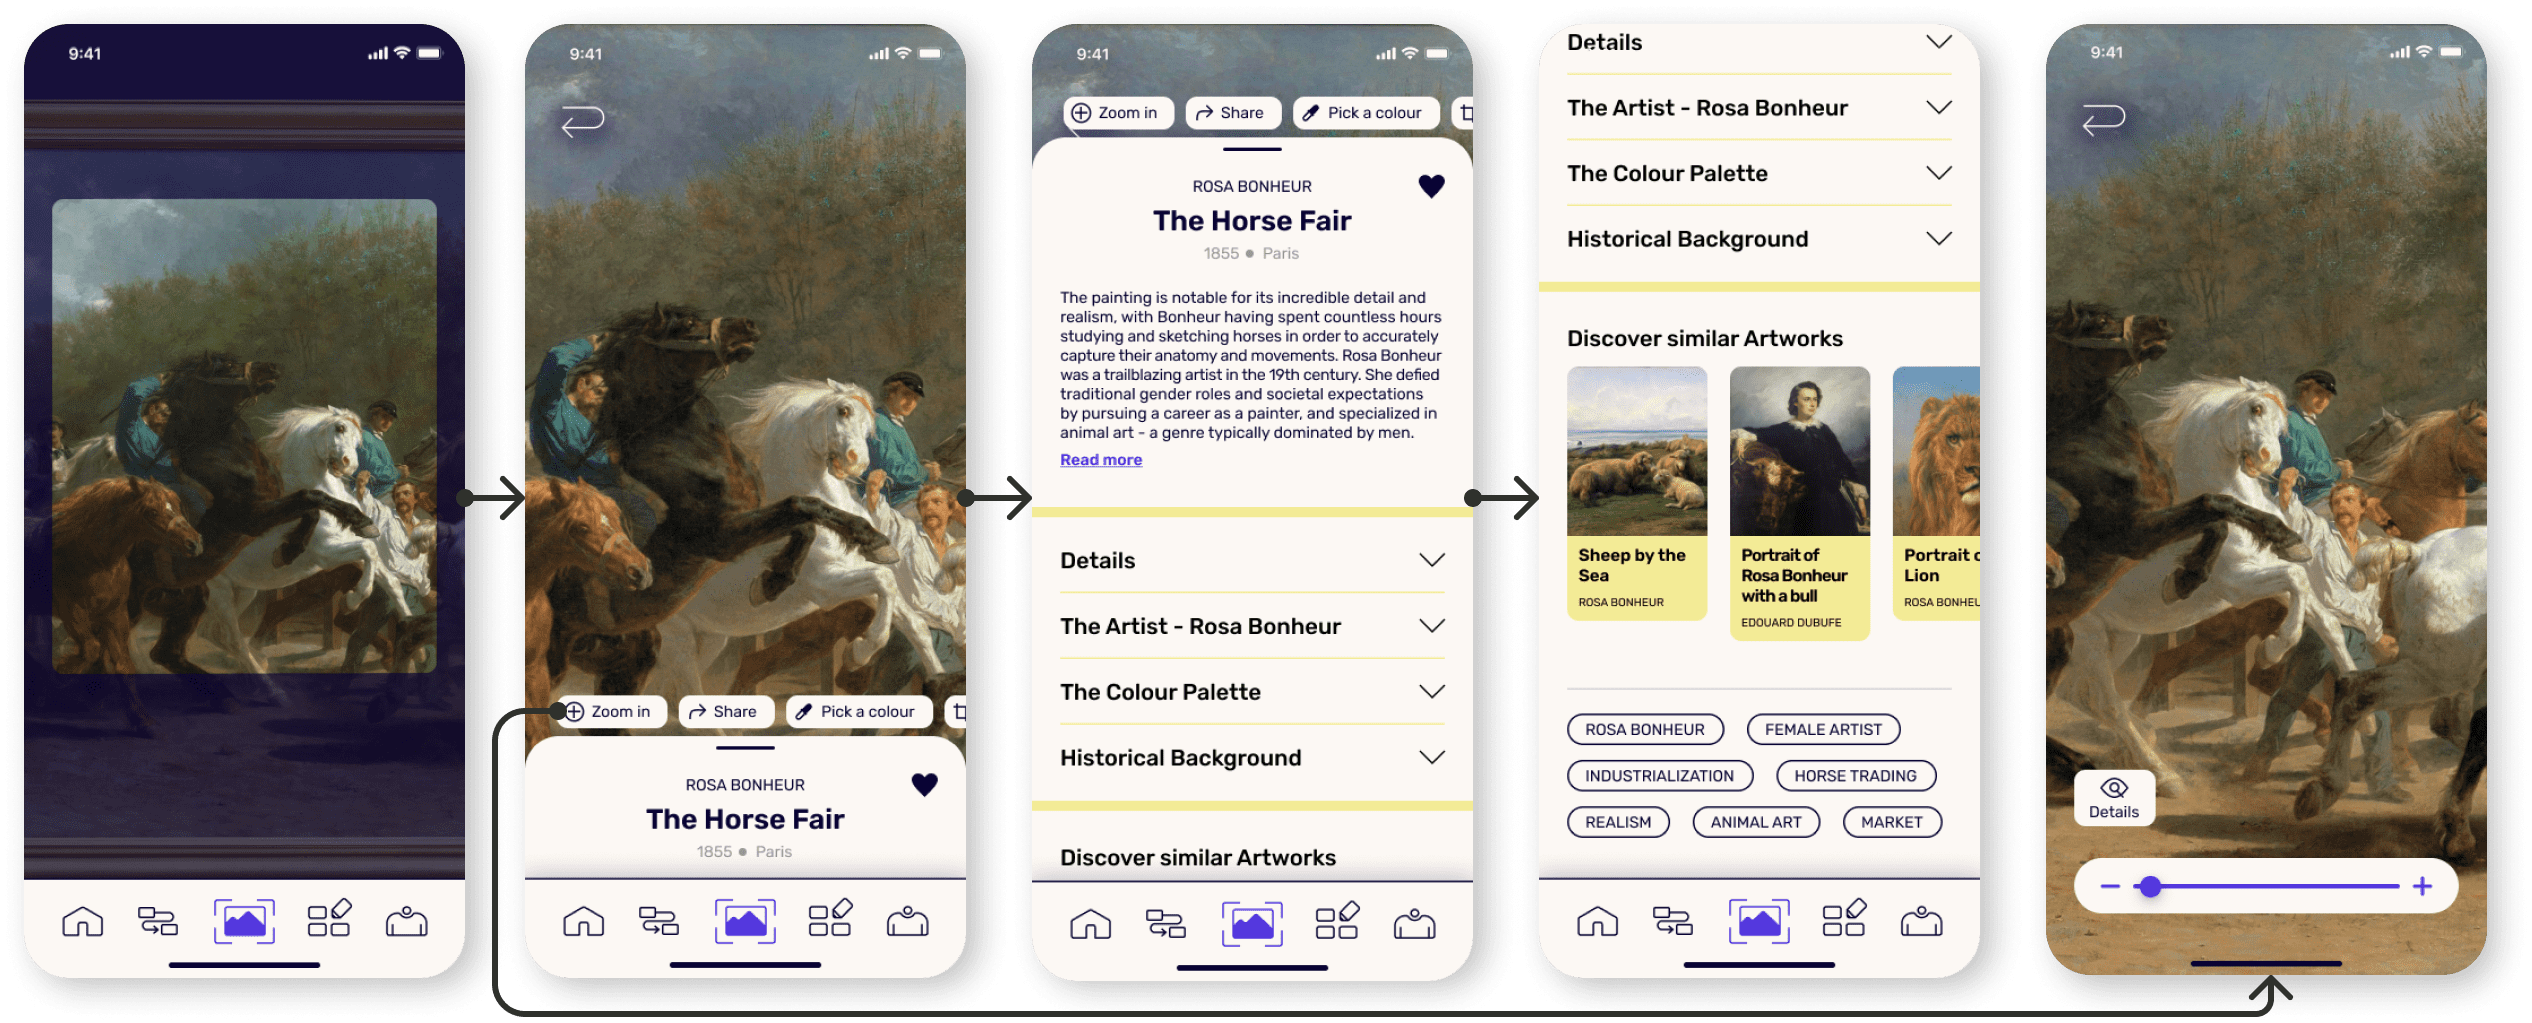 9:41
9:41
Zoom in
Share
Pick a colour
ROSA BONHEUR
The Horse Fair
1855 ● Paris
9:41
Zoom in
Share
Pick a colour
ROSA BONHEUR
The Horse Fair
1855 ● Paris
The painting is notable for its incredible detail and
realism, with Bonheur having spent countless hours
studying and sketching horses in order to accurately
capture their anatomy and movements. Rosa Bonheur
was a trailblazing artist in the 19th century. She defied
traditional gender roles and societal expectations
by pursuing a career as a painter, and specialized in
animal art - a genre typically dominated by men.
Read more
Details
The Artist - Rosa Bonheur
The Colour Palette
Historical Background
Discover similar Artworks
Details
The Artist - Rosa Bonheur
The Colour Palette
Historical Background
Discover similar Artworks
Sheep by the
Sea
ROSA BONHEUR
Portrait of
Rosa Bonheur
with a bull
EDOUARD DUBUFE
Portrait
Lion
ROSA
ROSA BONHEUR
FEMALE ARTIST
INDUSTRIALIZATION
HORSE TRADING
REALISM
ANIMAL ART
MARKET
9:41
Details